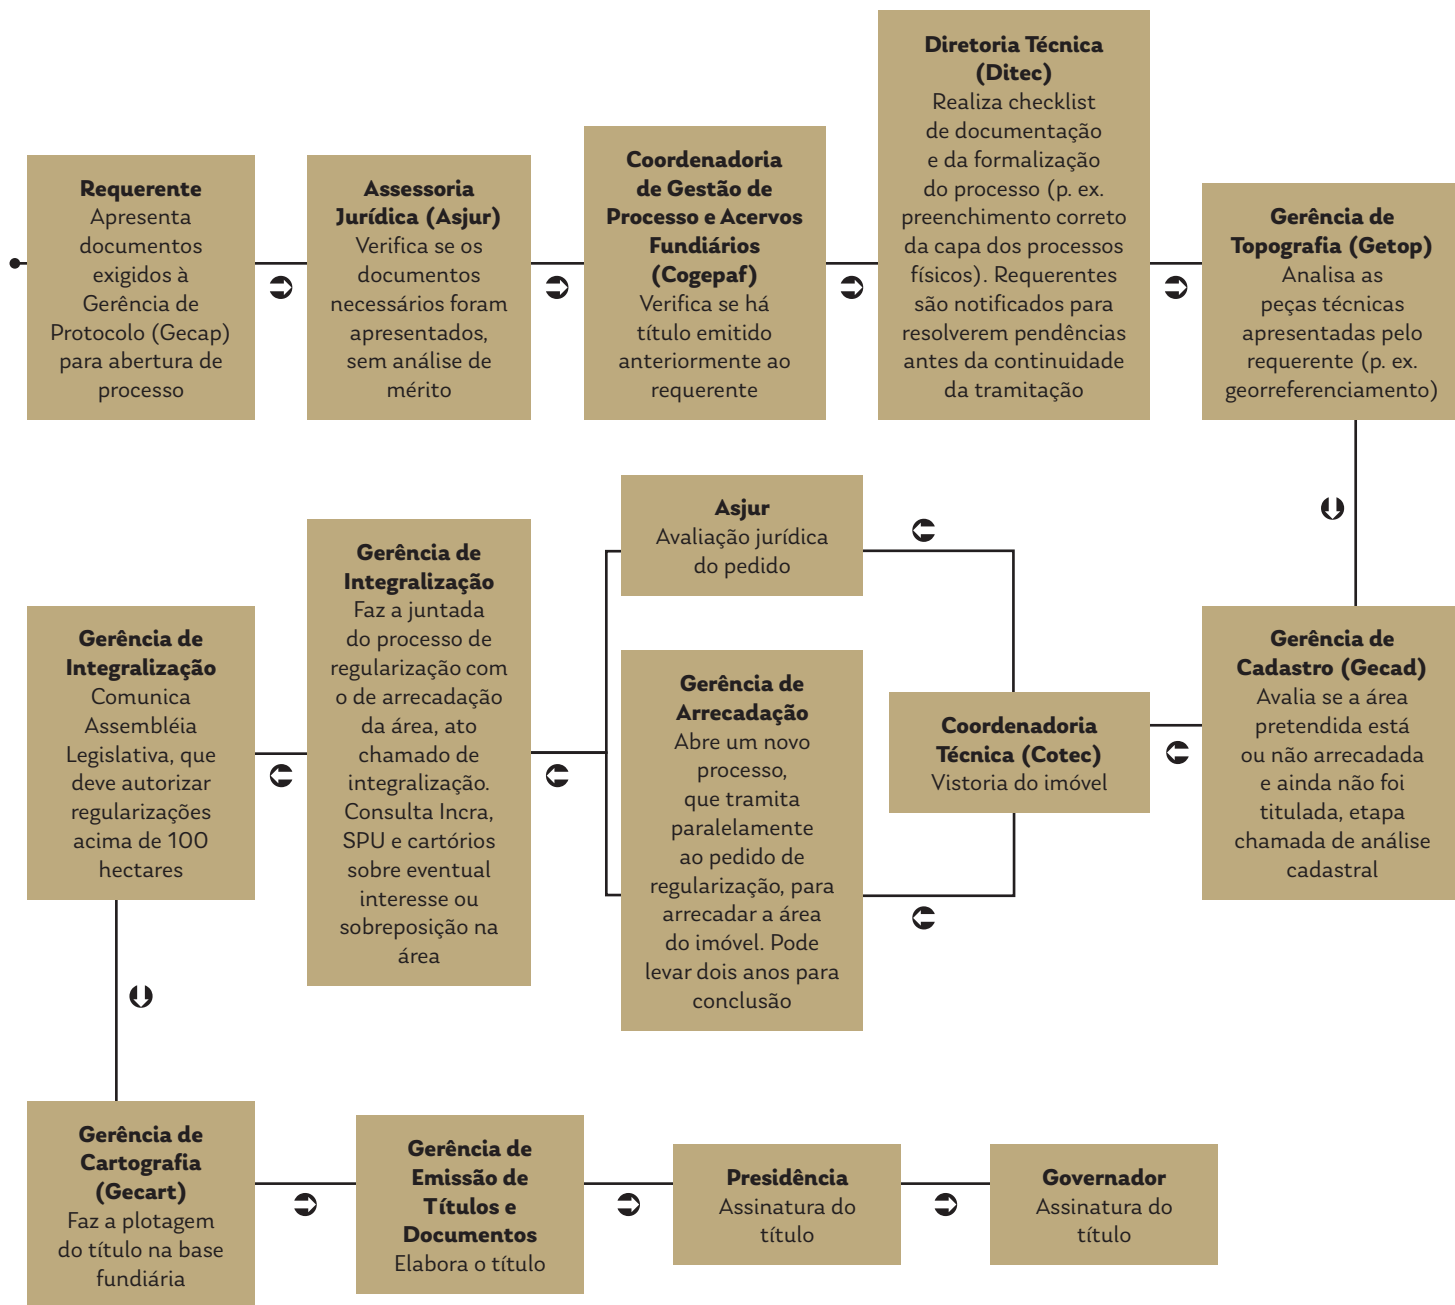 Requerente
Apresenta
documentos
exigidos à
Gerência de
Protocolo (Gecap)
para abertura de
processo
Assessoria
Jurídica (Asjur)
Verifica se os
documentos
necessários foram
apresentados,
sem análise de
mérito
Coordenadoria
de Gestão de
Processo e Acervos
Fundiários
(Cogepaf)
Verifica se há
título emitido
anteriormente ao
requerente
Diretoria Técnica
(Ditec)
Realiza checklist
de documentação
e da formalização
do processo (p. ex.
preenchimento correto
da capa dos processos
físicos). Requerentes
são notificados para
resolverem pendências
antes da continuidade
da tramitação
Gerência de
Topografia (Getop)
Analisa as
peças técnicas
apresentadas pelo
requerente (p. ex.
georreferenciamento)
Gerência de
Cadastro (Gecad)
Avalia se a área
pretendida está
ou não arrecadada
e ainda não foi
titulada, etapa
chamada de análise
cadastral
Coordenadoria
Técnica (Cotec)
Vistoria do imóvel
Asjur
Avaliação jurídica
do pedido
Gerência de
Arrecadação
Abre um novo
processo,
que tramita
paralelamente
ao pedido de
regularização, para
arrecadar a área
do imóvel. Pode
levar dois anos para
conclusão
Gerência de
Integralização
Faz a juntada
do processo de
regularização com
o de arrecadação
da área, ato
chamado de
integralização.
Consulta Incra,
SPU e cartórios
sobre eventual
interesse ou
sobreposição na
área
Gerência de
Integralização
Comunica
Assembléia
Legislativa, que
deve autorizar
regularizações
acima de 100
hectares
Gerência de
Cartografia
(Gecart)
Faz a plotagem
do título na base
fundiária
Gerência de
Emissão de
Títulos e
Documentos
Elabora o título
Presidência
Assinatura do
título
Governador
Assinatura do
título